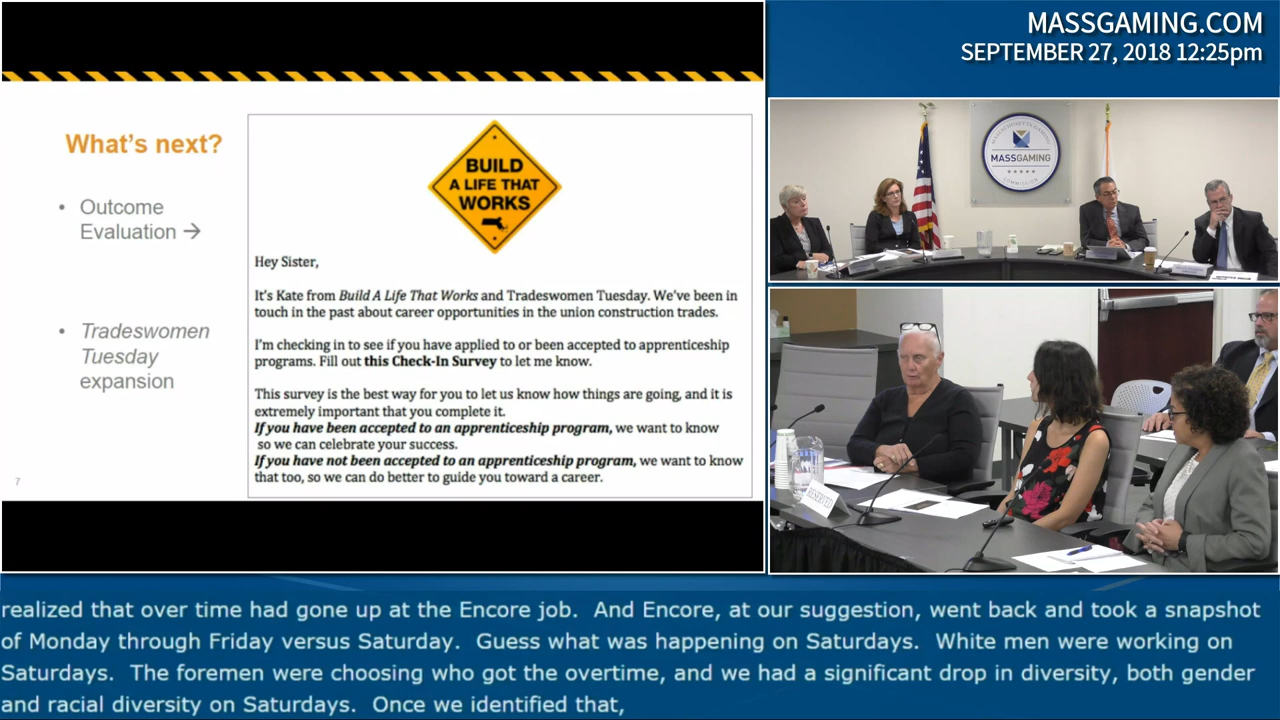 MASSGAMING.COM
SEPTEMBER 27, 2018 12:25pm
What's next?
• Outcome
Evaluation →
• Tradeswomen
Tuesday
expansion
7
BUILD
A LIFE THAT
WORKS
Hey Sister,
It's Kate from Build A Life That Works and Tradeswomen Tuesday. We've been in
touch in the past about career opportunities in the union construction trades.
I'm checking in to see if you have applied to or been accepted to apprenticeship
programs. Fill out this Check-In Survey to let me know.
This survey is the best way for you to let us know how things are going, and it is
extremely important that you complete it.
If you have been accepted to an apprenticeship program, we want to know
so we can celebrate your success.
If you have not been accepted to an apprenticeship program, we want to know
that too, so we can do better to guide you toward a career.
MASSGAMING
RESERVED
realized that over time had gone up at the Encore job. And Encore, at our suggestion, went back and took a snapshot
of Monday through Friday versus Saturday. Guess what was happening on Saturdays. White men were working on
Saturdays. The foremen were choosing who got the overtime, and we had a significant drop in diversity, both gender
and racial diversity on Saturdays. Once we identified that,